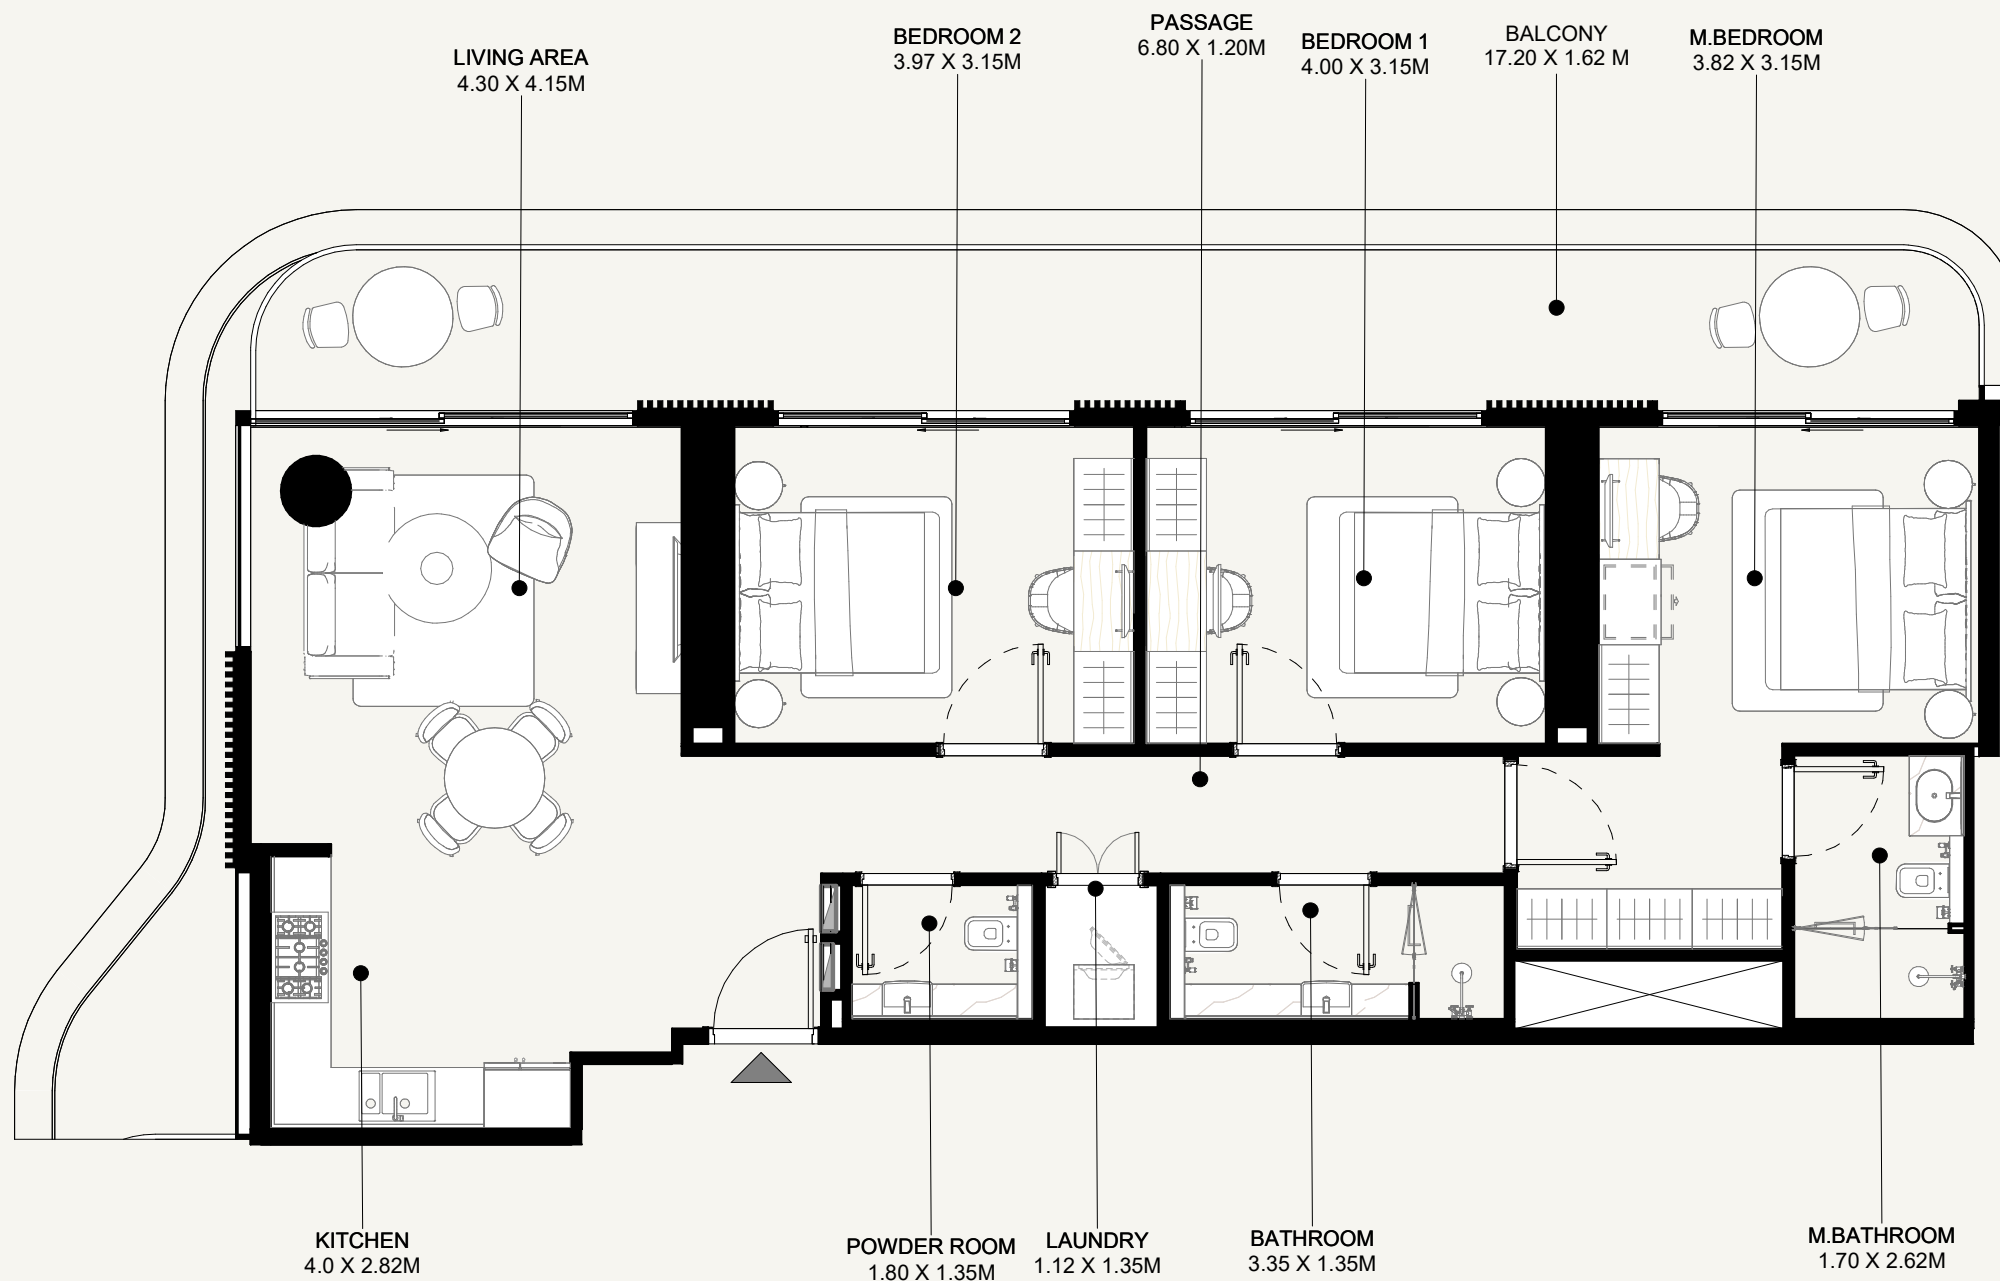 LIVING AREA
4.30 X 4.15M
BEDROOM 2
3.97 X 3.15M
PASSAGE
6.80 X 1.20M
BEDROOM 1
4.00 X 3.15M
BALCONY
17.20 X 1.62 M
M.BEDROOM
3.82 X 3.15M
KITCHEN
4.0 X 2.82M
POWDER ROOM
1.80 X 1.35M
LAUNDRY
1.12 X 1.35M
BATHROOM
3.35 X 1.35M
M.BATHROOM
1.70 X 2.62M